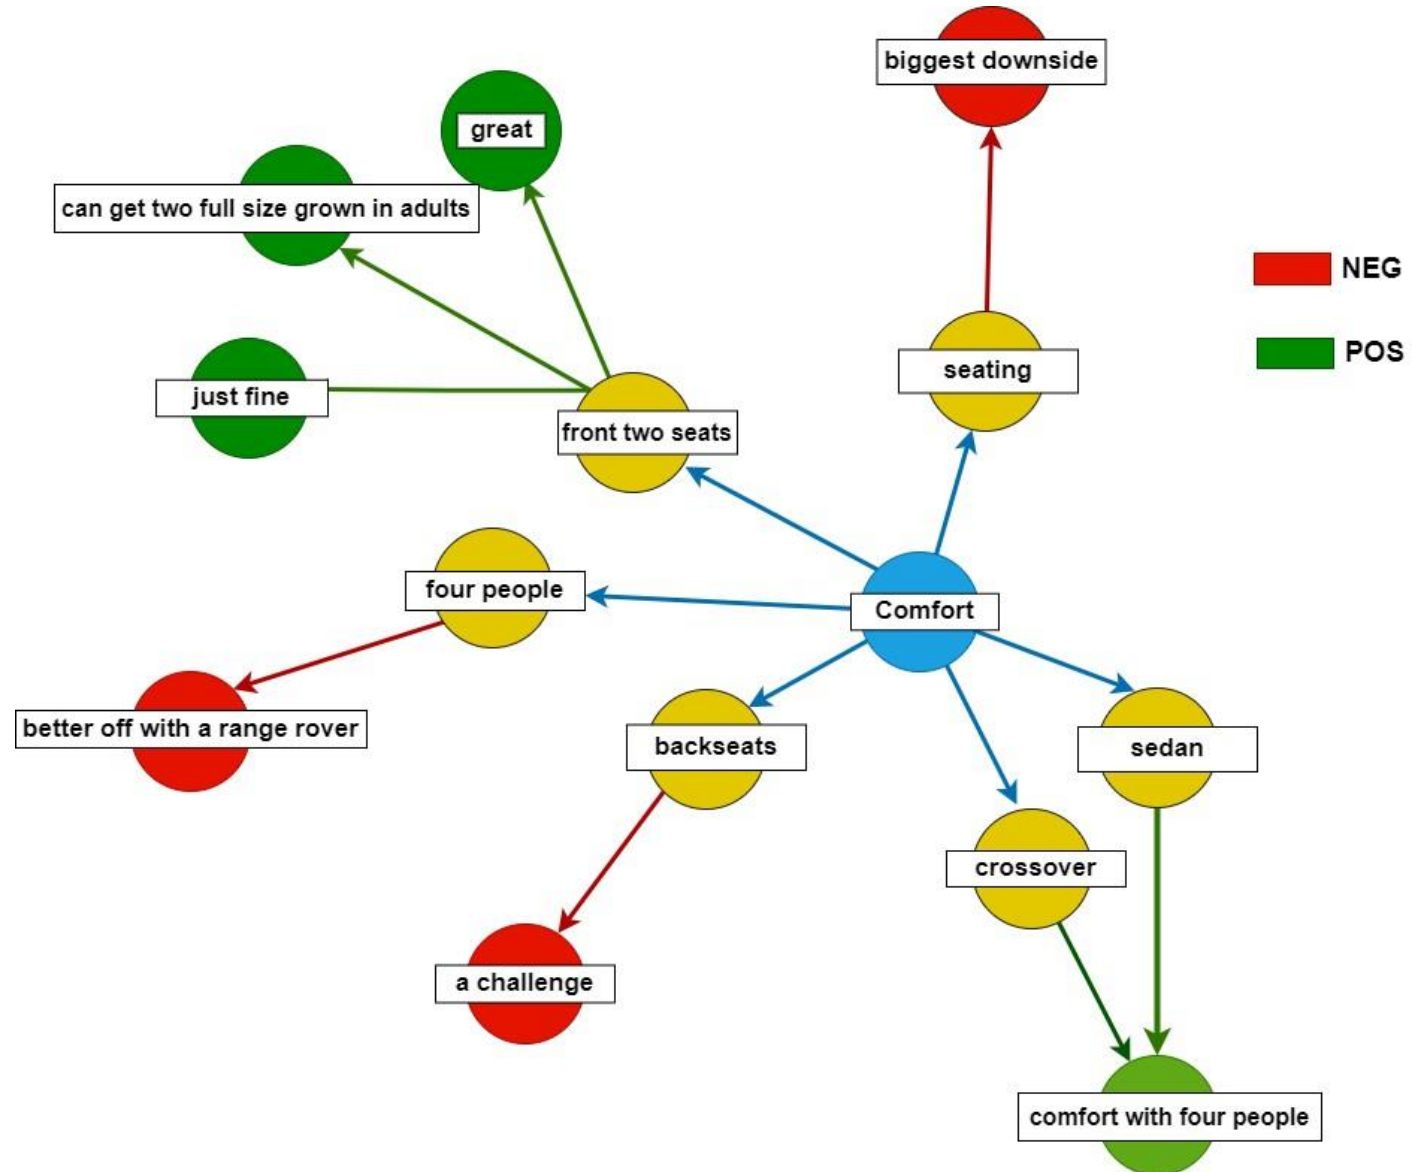 biggest downside
great
can get two full size grown in adults
NEG
POS
seating
just fine
front two seats
four people
Comfort
better off with a range rover
backseats
sedan
crossover
a challenge
comfort with four people